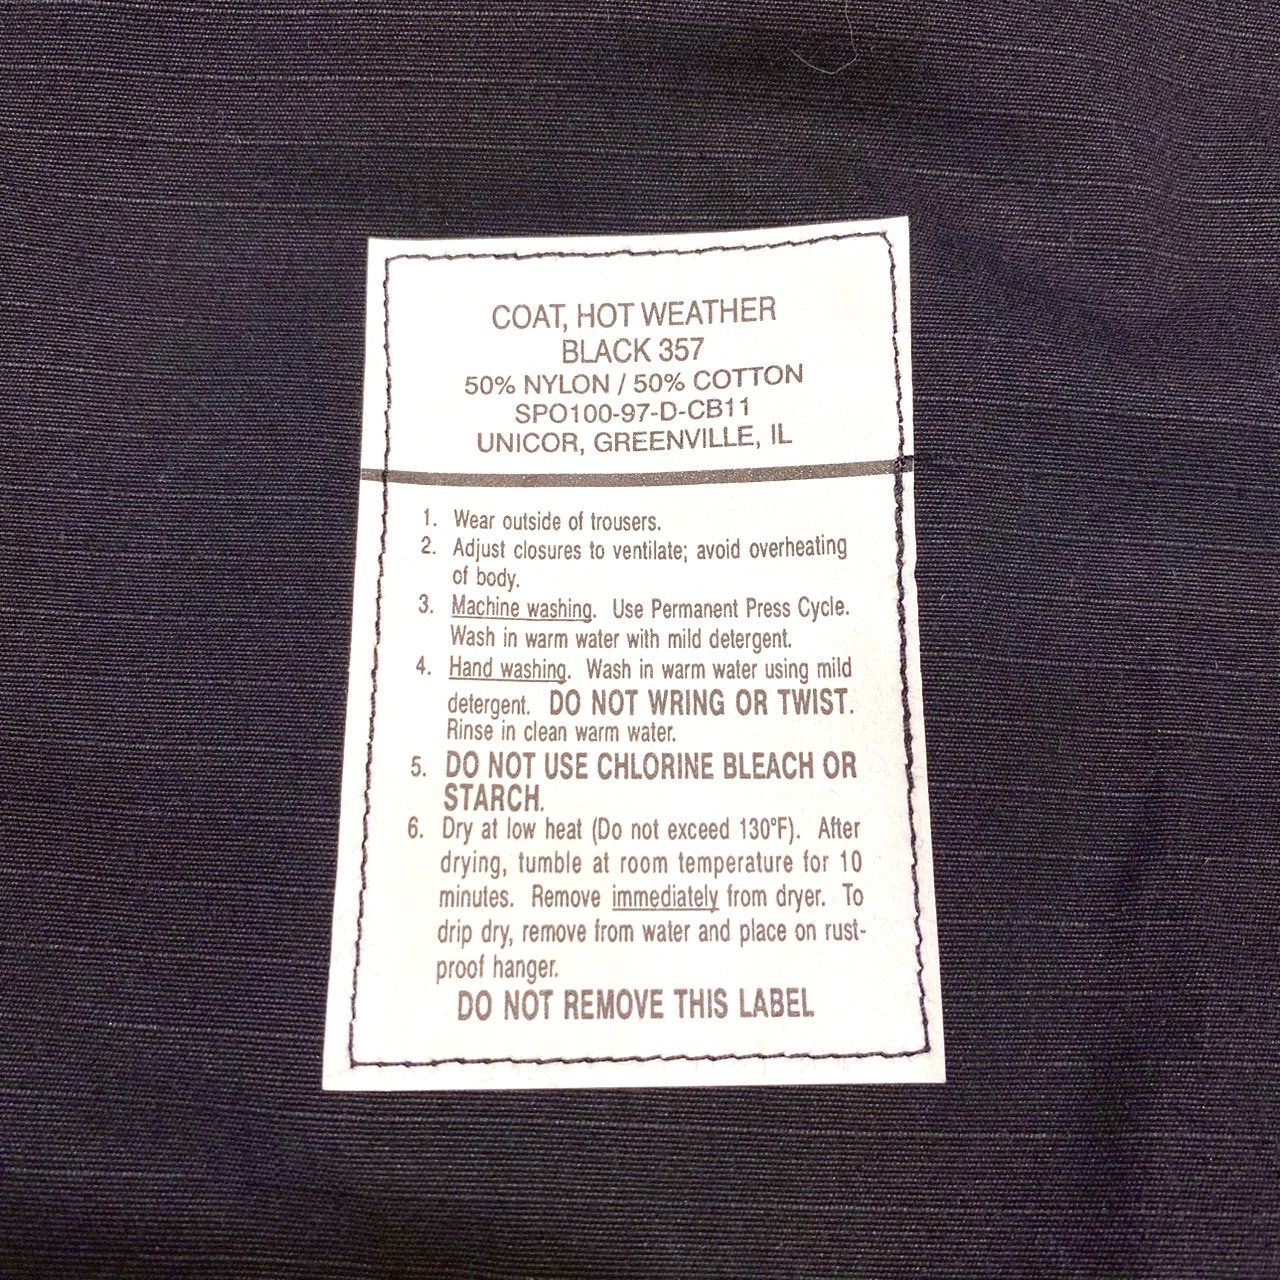 COAT, HOT WEATHER
BLACK 357
50% NYLON / 50% COTTON
SPO100-97-D-CB11
UNICOR, GREENVILLE, IL
1. Wear outside of trousers.
2. Adjust closures to ventilate; avoid overheating
of body.
3. Machine washing. Use Permanent Press Cycle.
Wash in warm water with mild detergent.
4. Hand washing. Wash in warm water using mild
detergent. DO NOT WRING OR TWIST.
Rinse in clean warm water.
5. DO NOT USE CHLORINE BLEACH OR
STARCH.
6. Dry at low heat (Do not exceed 130°F). After
drying, tumble at room temperature for 10
minutes. Remove immediately from dryer. To
drip dry, remove from water and place on rust-
proof hanger.
DO NOT REMOVE THIS LABEL